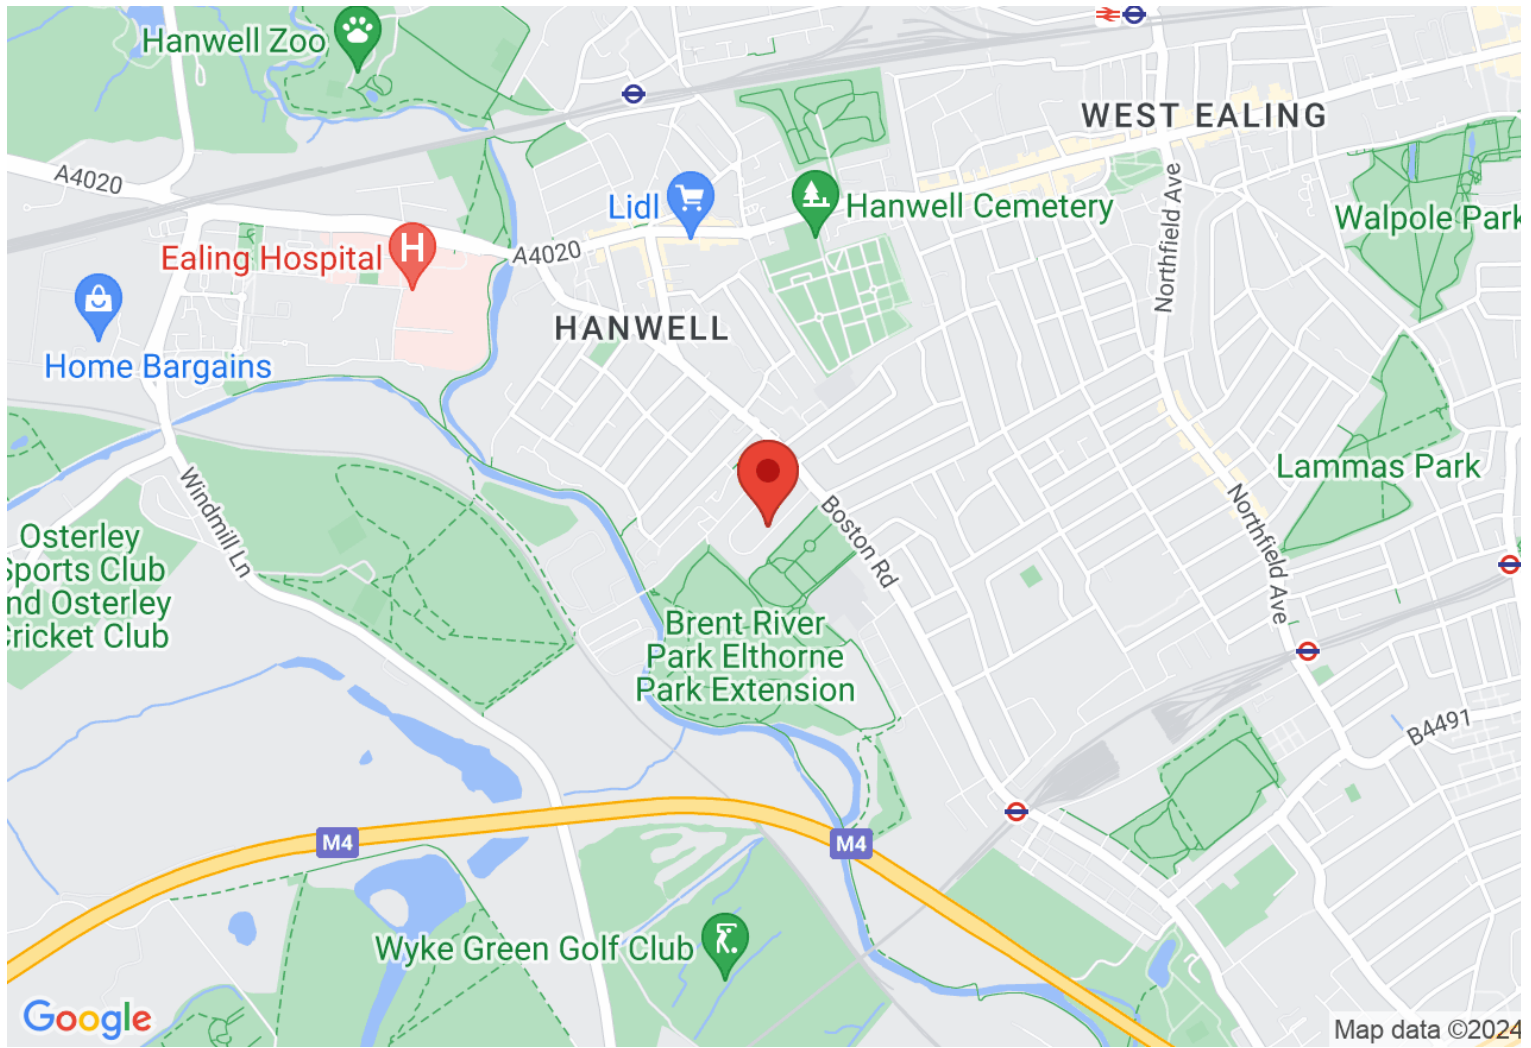 Hanwell Zoo
WEST EALING
A4020
Northfield Ave
Lidl
Hanwell Cemetery
Walpole Park
Ealing Hospital
H
A4020
HANWELL
Home Bargains
Lammas Park
Windmill Ln
Boston Rd
Northfield Ave
Osterley
Sports Club
nd Osterley
Cricket Club
Brent River
Park Elthorne
Park Extension
B4491
M4
M4
Wyke Green Golf Club
Google
Map data ©2024